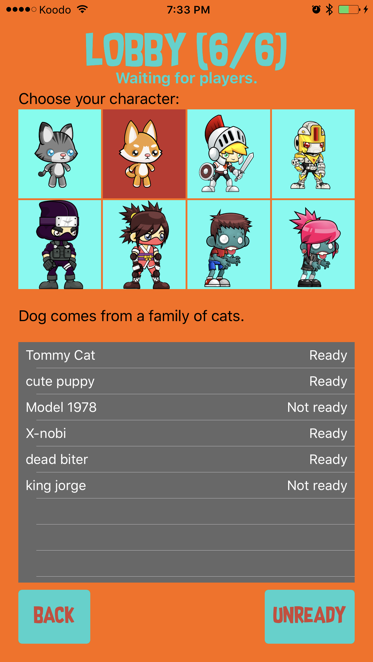 Koodo 7:33 PM
LOBBY (6/6)
Waiting for players.
Choose your character:
Dog comes from a family of cats.
Tommy Cat Ready
cute puppy Ready
Model 1978 Not ready
X-nobi Ready
dead biter Ready
king jorge Not ready
BACK UNREADY